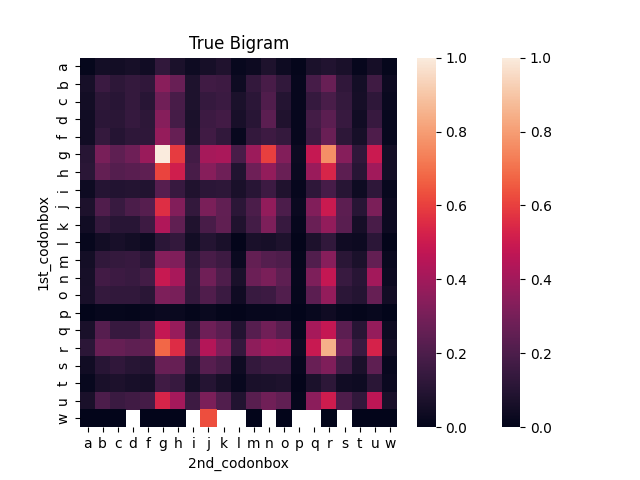 True Bigram
1st_codonbox
a
b
c
d
f
g
h
i
j
k
l
m
n
o
p
q
r
s
t
u
w
a b c d f g h i j k l m n o p q r s t u w
2nd_codonbox
1.0
0.8
0.6
0.4
0.2
0.0
1.0
0.8
0.6
0.4
0.2
0.0